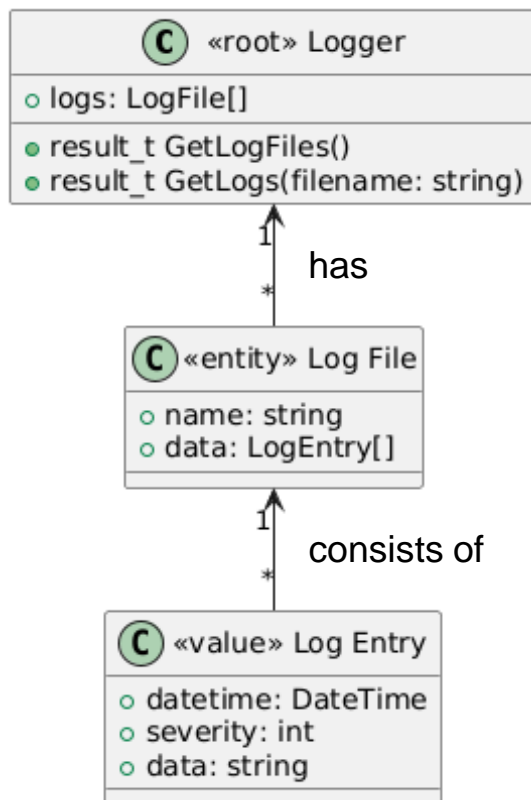 C «root» Logger
logs: LogFile[]
result_t GetLogFiles()
result_t GetLogs(filename: string)
1
has
*
C «entity» Log File
name: string
data: LogEntry[]
1
consists of
*
C «value» Log Entry
datetime: DateTime
severity: int
data: string